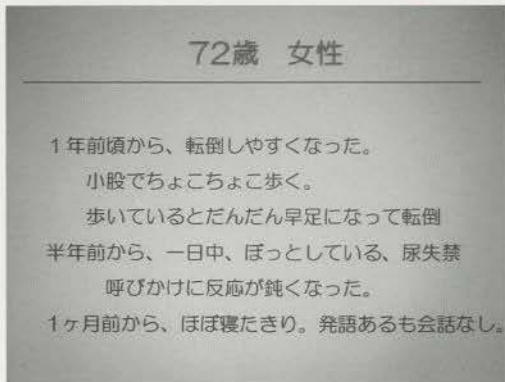 72歳 女性
1年前頃から、転倒しやすくなった。
小股でちょこちょこ歩く。
歩いているとだんだん早足になって転倒
半年前から、一日中、ぼっとしている、尿失禁
呼びかけに反応が鈍くなった。
1ヶ月前から、ほぼ寝たきり。発語あるも会話なし。